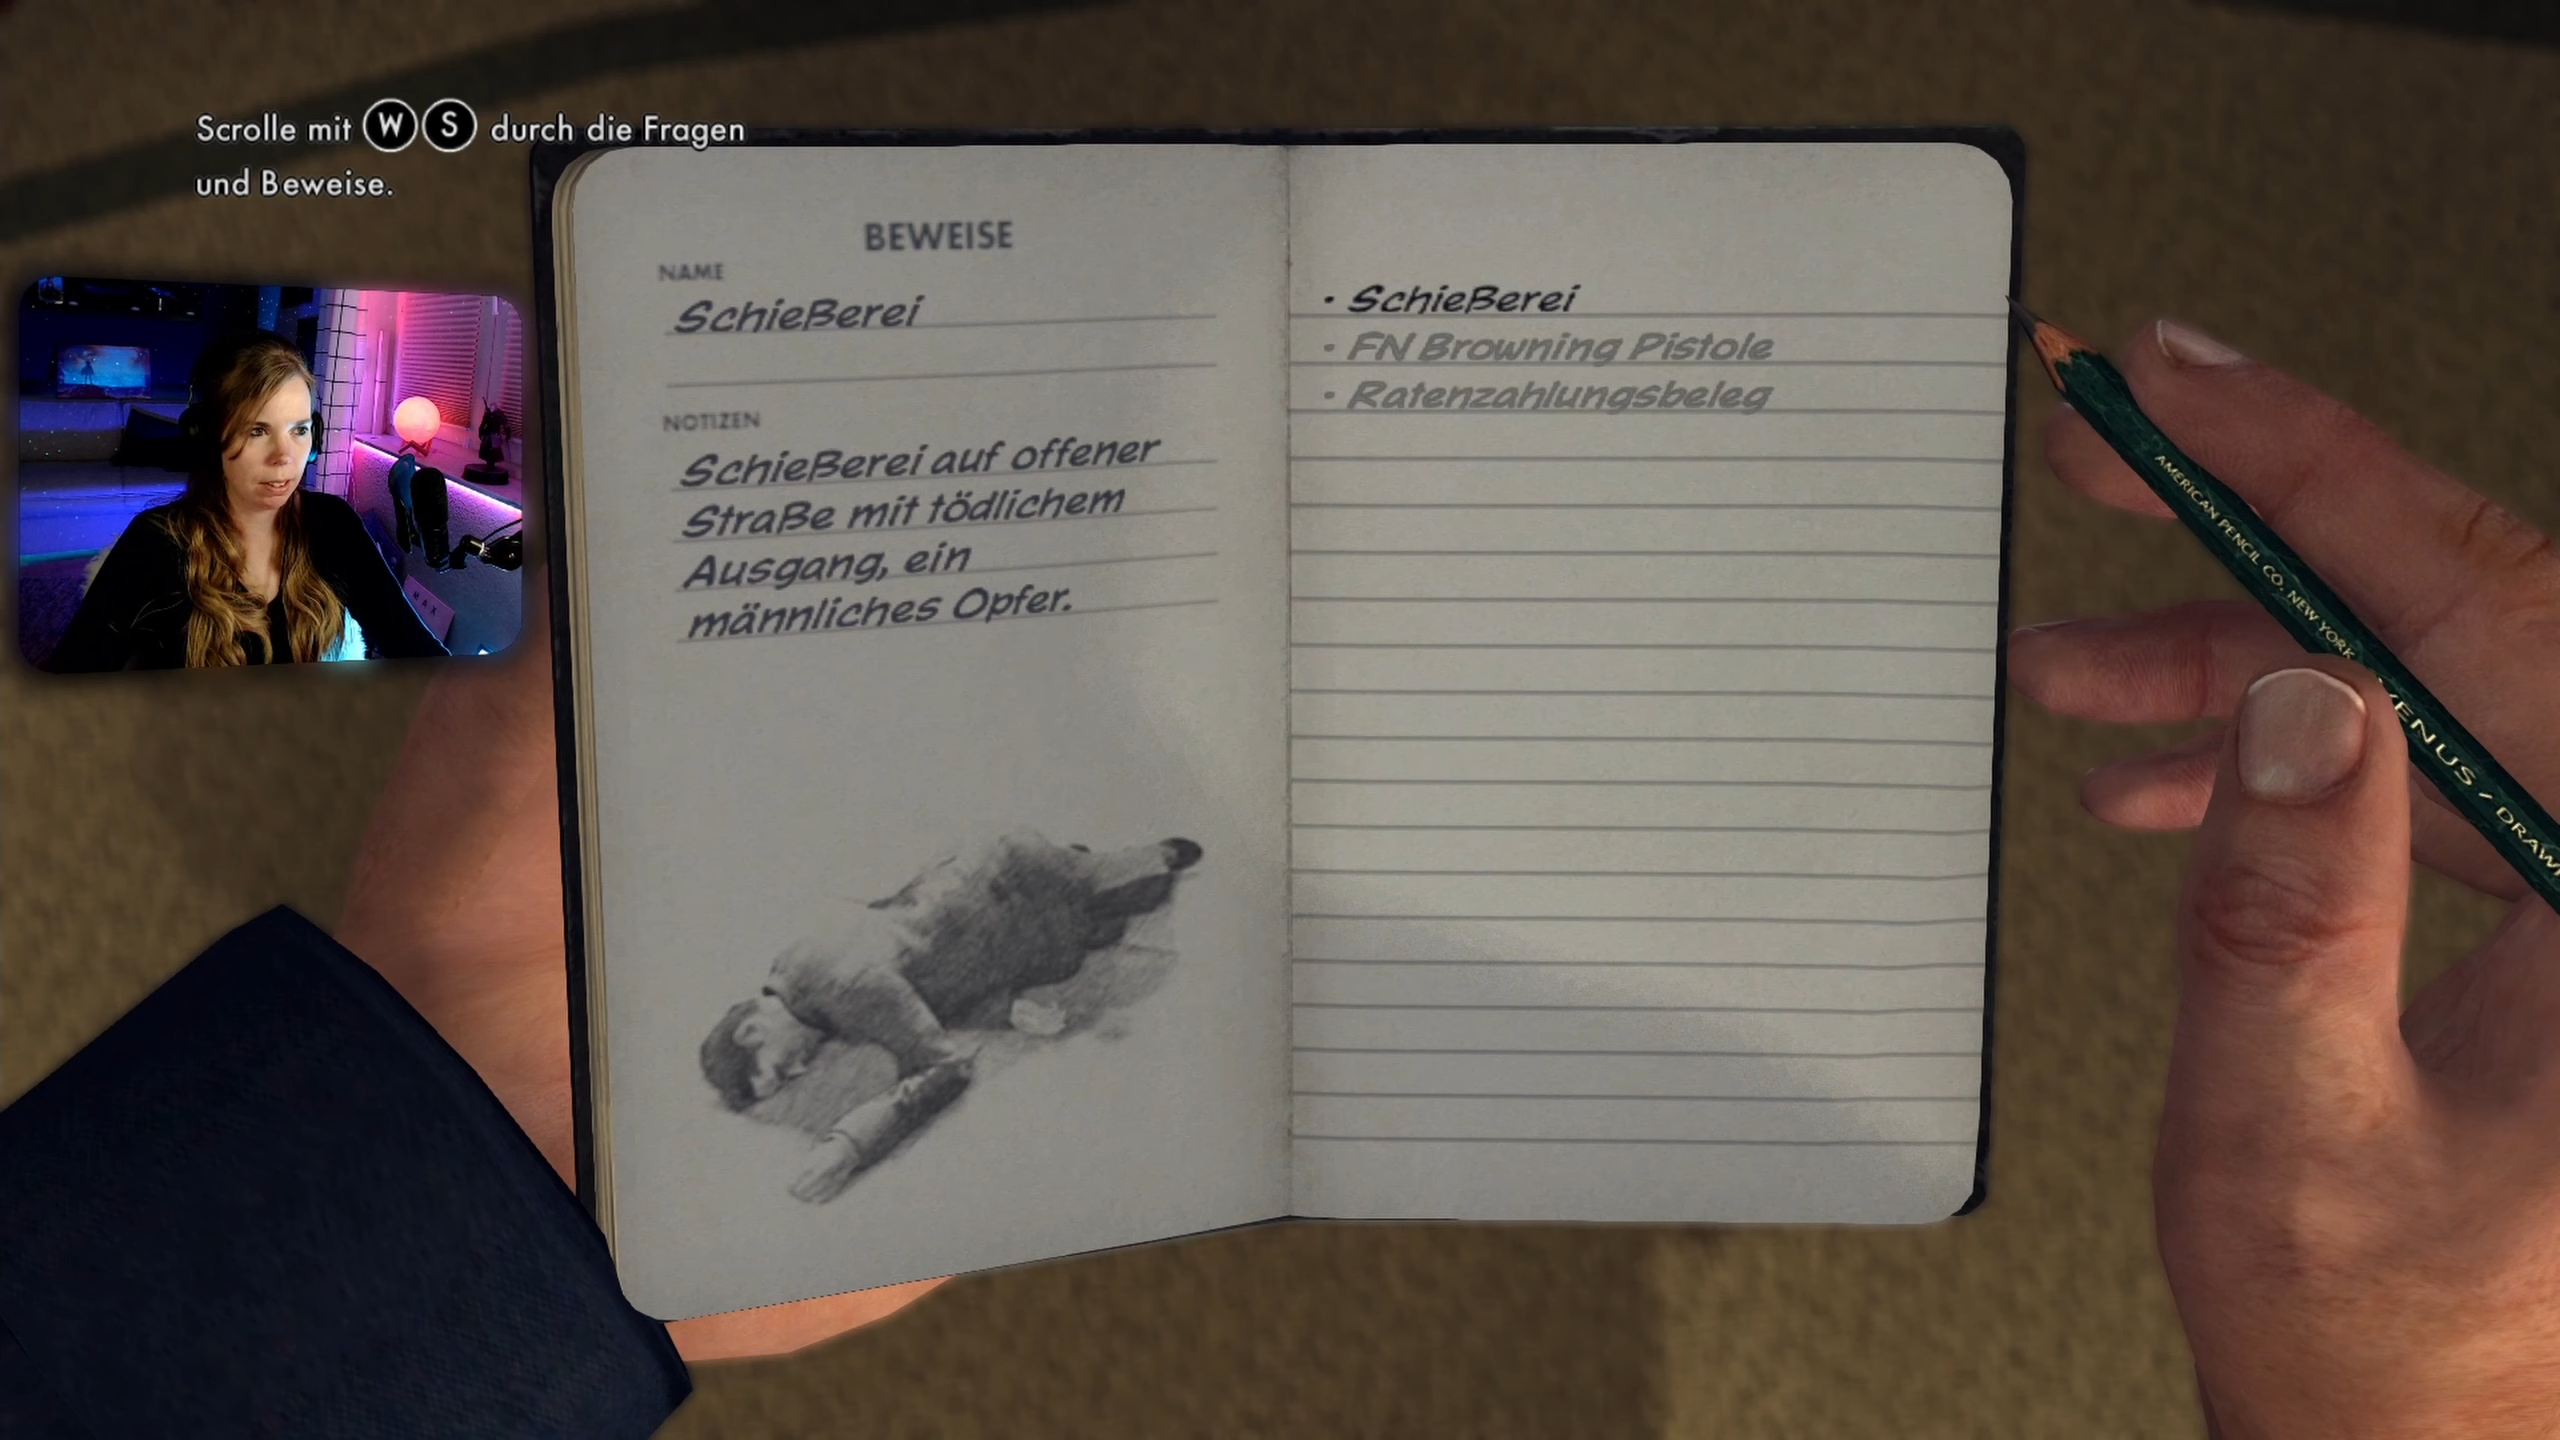 Scrolle mit W S durch die Fragen
und Beweise.
BEWEISE
NAME
Schießerei
NOTIZEN
Schießerei auf offener
Straße mit tödlichem
Ausgang, ein
männliches Opfer.
• Schießerei
• FN Browning Pistole
• Ratenzahlungsbeleg
AMERICAN PENCIL CO. NEW YORK
VENUS / DRAW
MAX